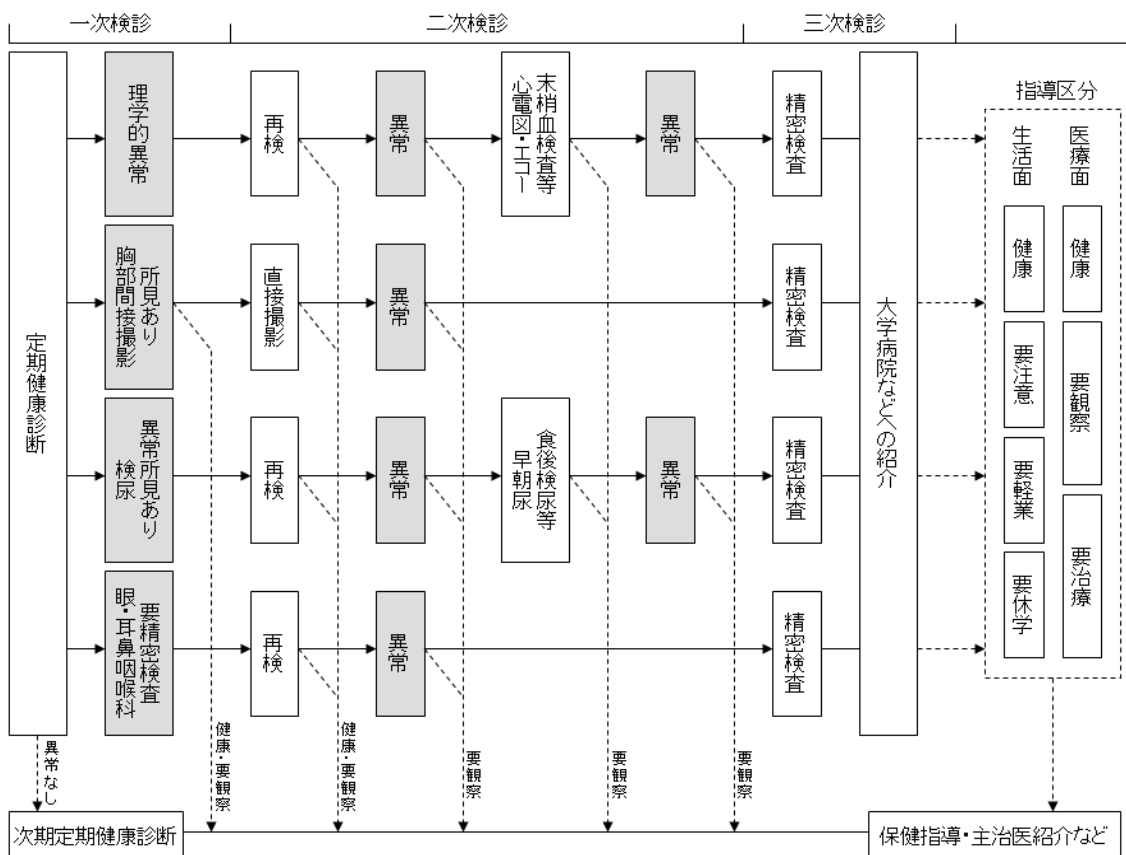 一次検診
二次検診
三次検診
定期健康診断
理学的異常
再検
異常
末梢血検査等
心電図・エコー
異常
精密検査
所見あり
胸部間接撮影
直接撮影
異常
精密検査
異常所見あり
検尿
再検
異常
食後検尿等
早朝尿
異常
精密検査
要精密検査
眼・耳鼻咽喉科
再検
異常
精密検査
大学病院などへの紹介
指導区分
医療面
健康
要観察
要治療
生活面
健康
要注意
要軽業
要休学
異常なし
健康・要観察
健康・要観察
要観察
要観察
要観察
次期定期健康診断
保健指導・主治医紹介など